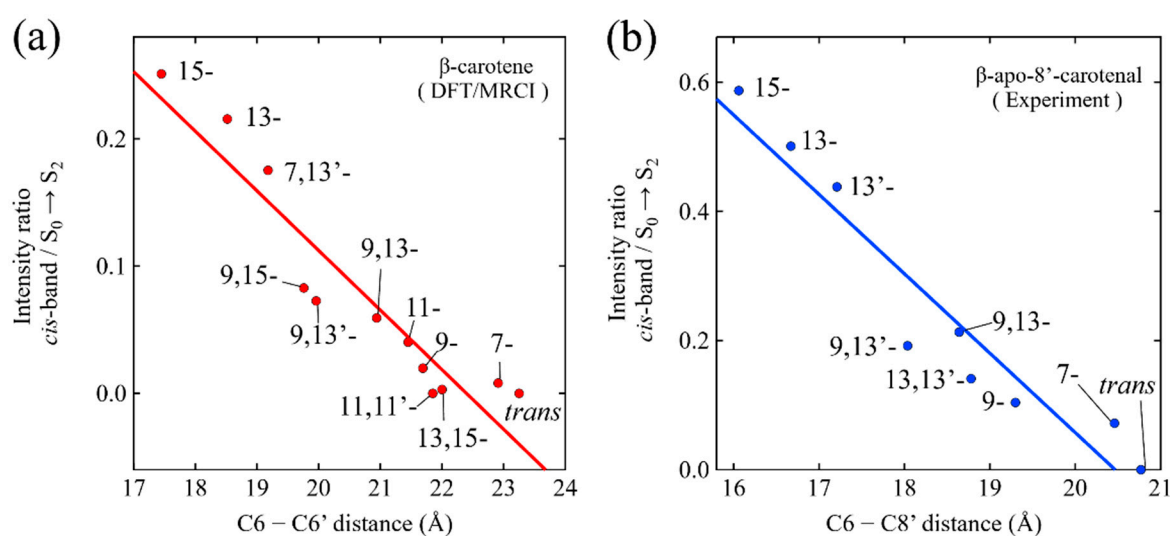 (a)
β-carotene
( DFT/MRCI )
15-
13-
7,13’-
9,15-
9,13’-
9,13-
11-
9-
7-
11,11’-
13,15-
trans
0.2
0.1
0.0
Intensity ratio
cis-band / S₀ → S₂
17 18 19 20 21 22 23 24
C6 − C6’ distance (Å)
(b)
β-apo-8’-carotenal
( Experiment )
15-
13-
13’-
9,13-
9,13’-
13,13’-
9-
7-
trans
0.6
0.4
0.2
0.0
Intensity ratio
cis-band / S₀ → S₂
16 17 18 19 20 21
C6 − C8’ distance (Å)